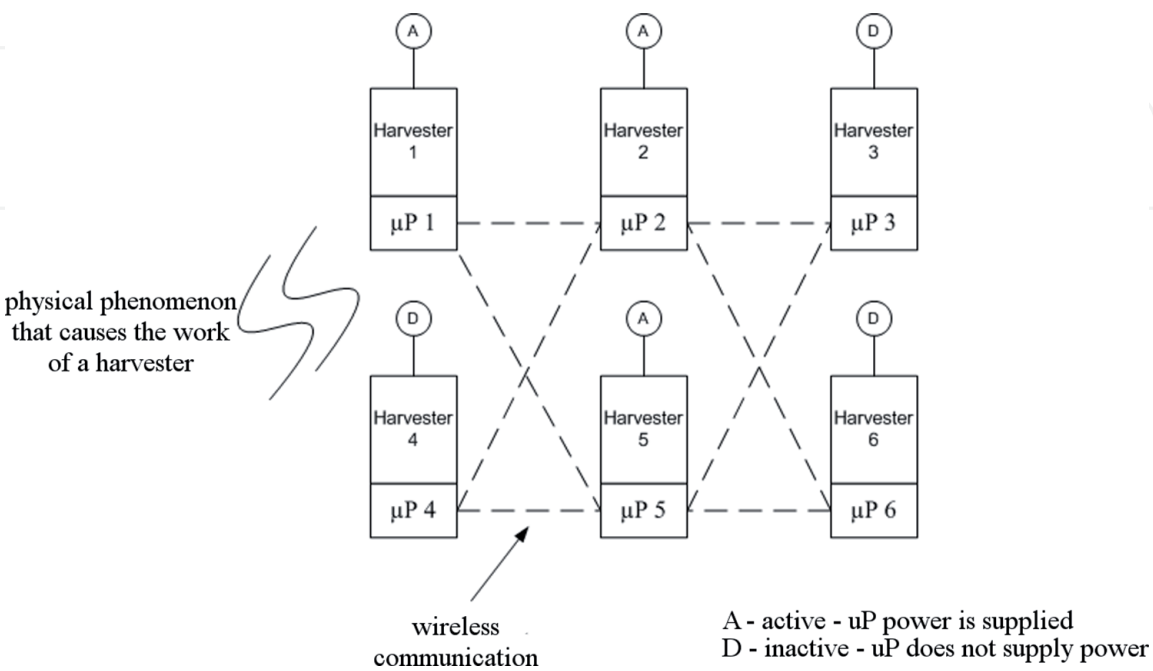 A
A
D
Harvester
1
Harvester
2
Harvester
3
µP 1
µP 2
µP 3
physical phenomenon
that causes the work
of a harvester
D
A
D
Harvester
4
Harvester
5
Harvester
6
µP 4
µP 5
µP 6
wireless
communication
A - active - uP power is supplied
D - inactive - uP does not supply power